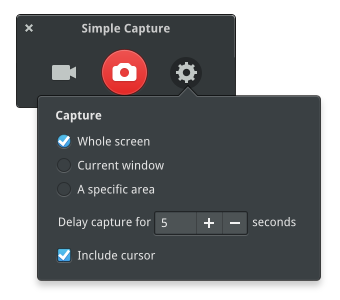 Simple Capture
Capture
Whole screen
Current window
A specific area
Delay capture for 5 seconds
Include cursor